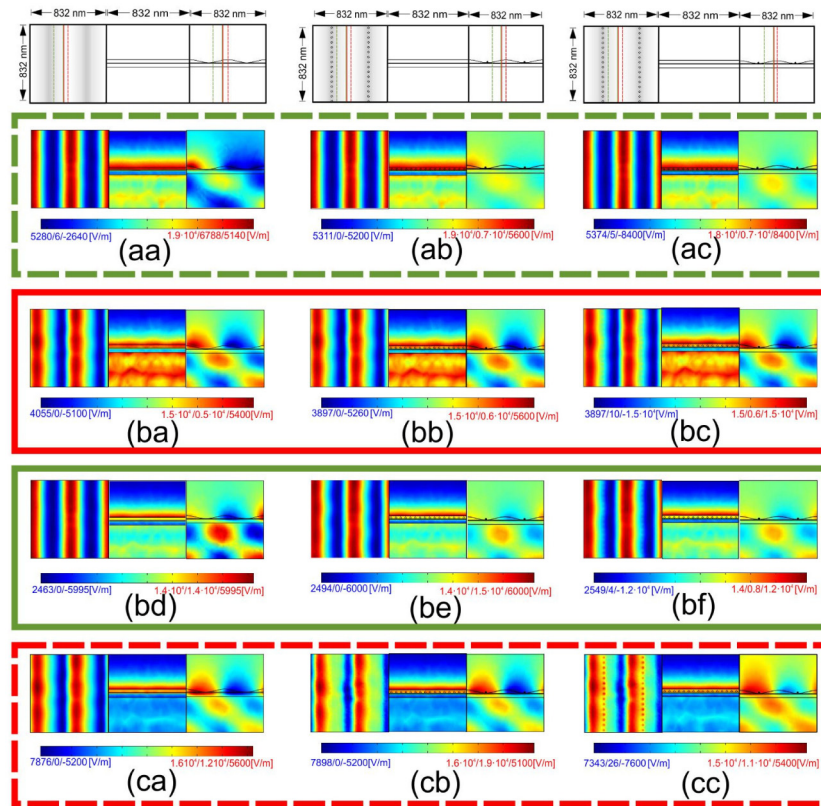 832 nm 832 nm 832 nm 832 nm 832 nm 832 nm 832 nm 832 nm 832 nm
832 nm 832 nm 832 nm
5280/6/-2640[V/m] 1.9·10⁴/6788/5140 [V/m] 5311/0/-5200[V/m] 1.9·10⁴/0.7·10⁴/5600[V/m] 5374/5/-8400[V/m] 1.8·10⁴/0.7·10⁴/8400[V/m]
(aa) (ab) (ac)
4055/0/-5100[V/m] 1.5·10⁴/0.5·10⁴/5400[V/m] 3897/0/-5260[V/m] 1.5·10⁴/0.6·10⁴/5600[V/m] 3897/10/-1.5·10⁴[V/m] 1.5/0.6/1.5·10⁴[V/m]
(ba) (bb) (bc)
2463/0/-5995[V/m] 1.4·10⁴/1.4·10⁴/5995[V/m] 2494/0/-6000[V/m] 1.4·10⁴/1.5·10⁴/6000[V/m] 2549/4/-1.2·10⁴[V/m] 1.4/0.8/1.2·10⁴[V/m]
(bd) (be) (bf)
7876/0/-5200[V/m] 1.610⁴/1.210⁴/5600[V/m] 7898/0/-5200[V/m] 1.6·10⁴/1.9·10⁴/5100[V/m] 7343/26/-7600[V/m] 1.5·10⁴/1.1·10⁴/5400[V/m]
(ca) (cb) (cc)